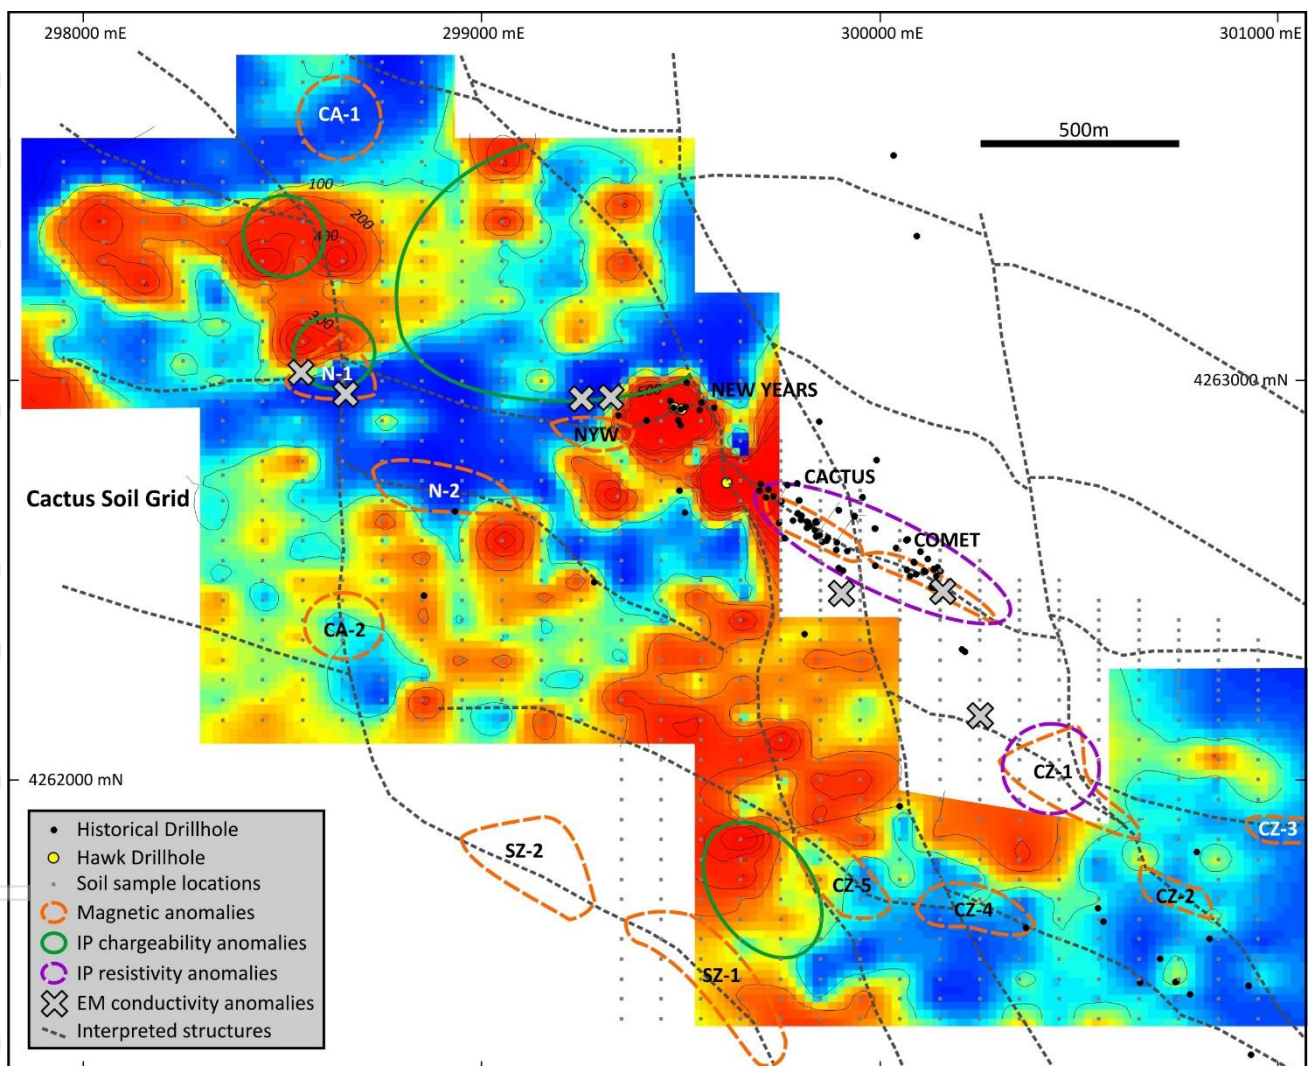 298000 mE
299000 mE
300000 mE
301000 mE
500m
CA-1
100
200
400
300
N-1
4263000 mN
500
NEW YEARS
NYW
CACTUS
N-2
Cactus Soil Grid
COMET
CA-2
CZ-1
4262000 mN
CZ-3
SZ-2
CZ-5
CZ-2
CZ-4
SZ-1
Historical Drillhole
Hawk Drillhole
Soil sample locations
Magnetic anomalies
IP chargeability anomalies
IP resistivity anomalies
EM conductivity anomalies
Interpreted structures